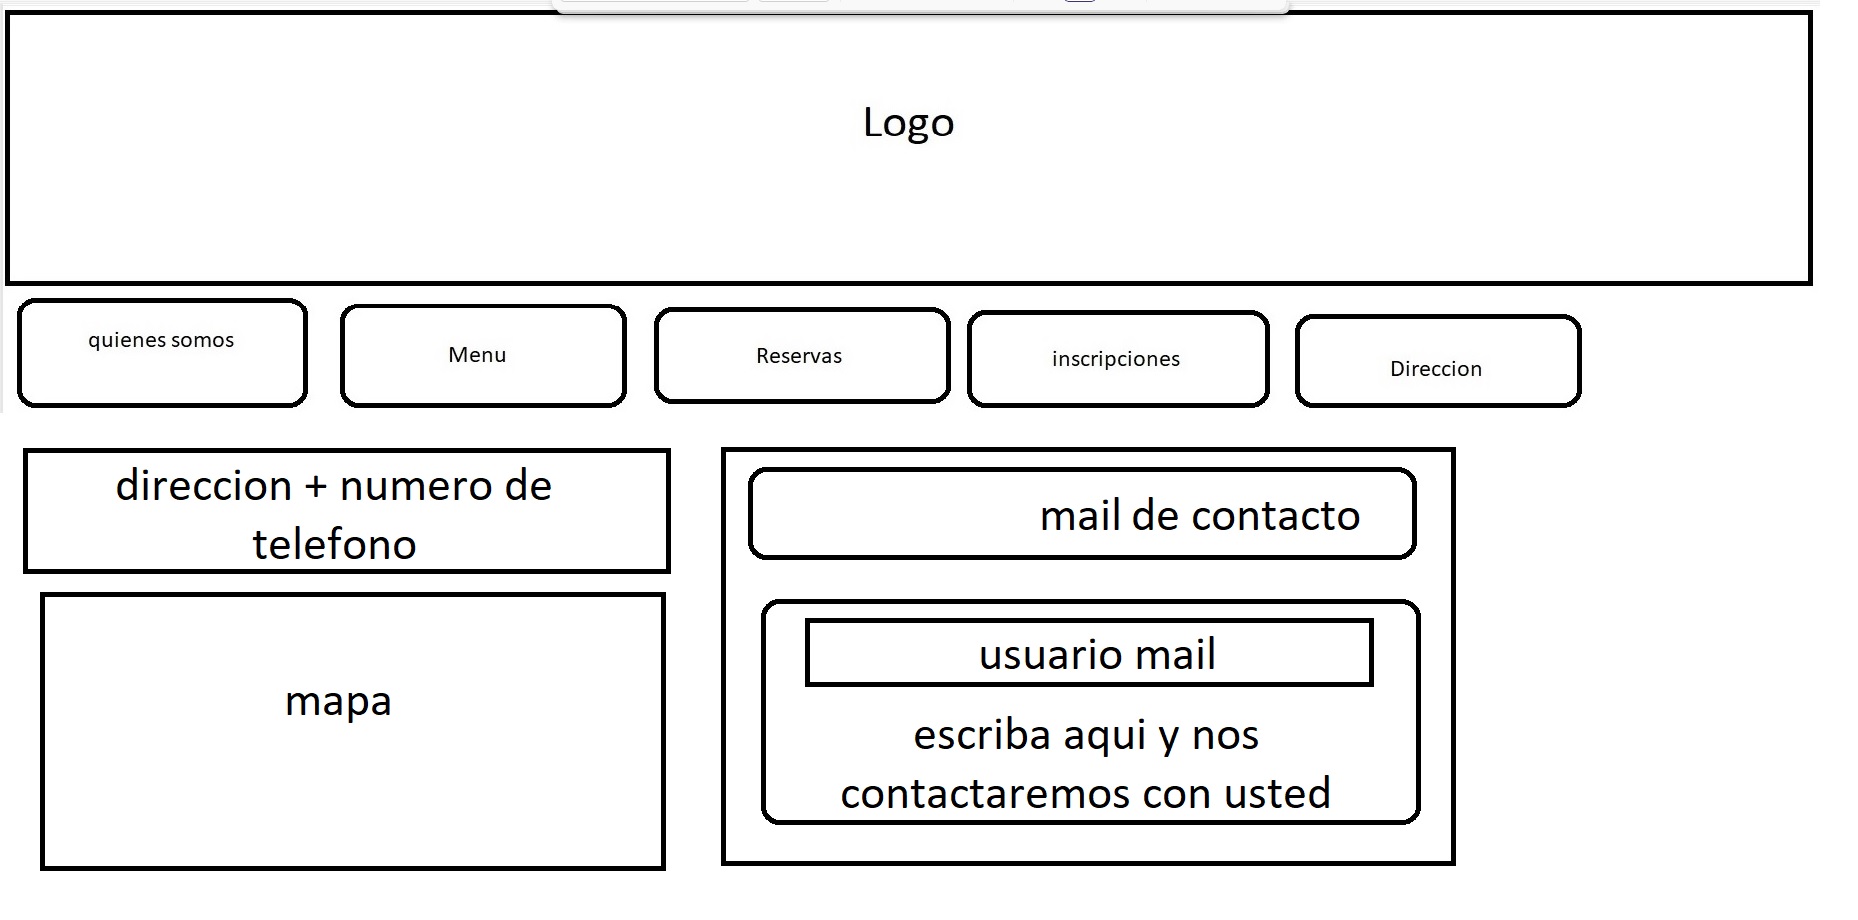 Logo
quienes somos
Menu
Reservas
inscripciones
Direccion
direccion + numero de
telefono
mapa
mail de contacto
usuario mail
escriba aqui y nos
contactaremos con usted